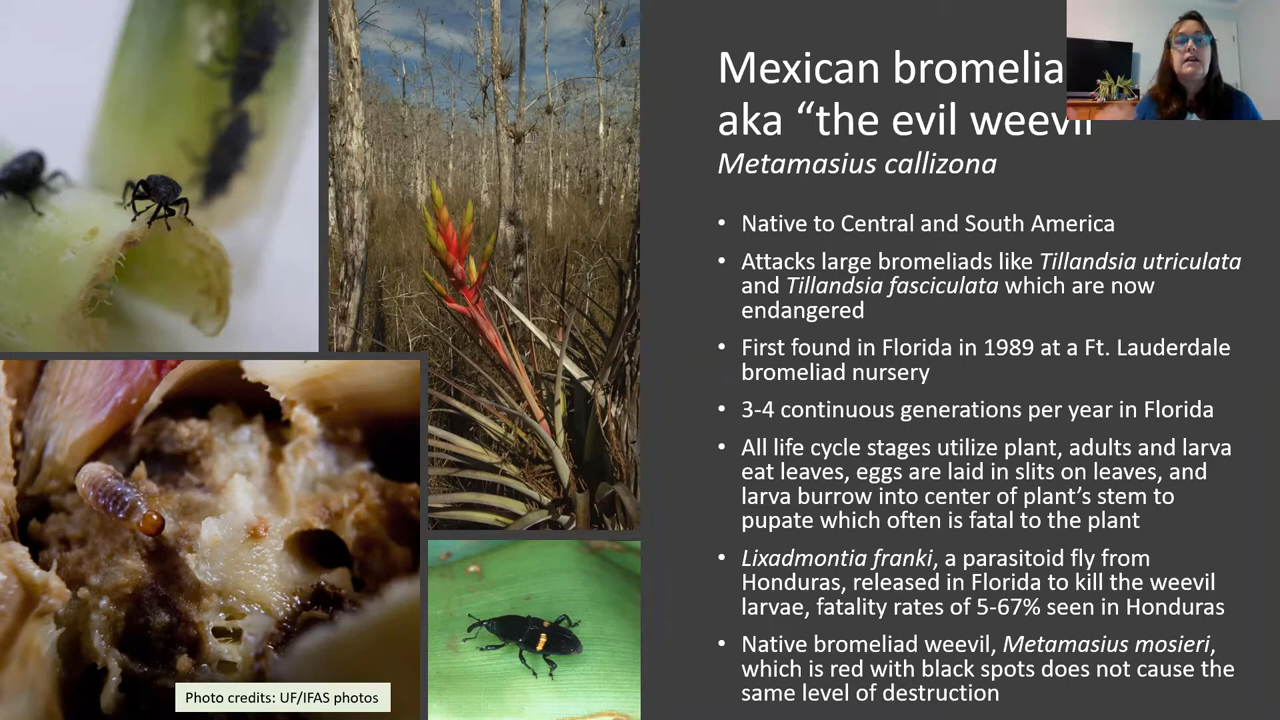 Mexican bromelia
aka “the evil weevil
Metamasius callizona
• Native to Central and South America
• Attacks large bromeliads like Tillandsia utriculata
and Tillandsia fasciculata which are now
endangered
• First found in Florida in 1989 at a Ft. Lauderdale
bromeliad nursery
• 3-4 continuous generations per year in Florida
• All life cycle stages utilize plant, adults and larva
eat leaves, eggs are laid in slits on leaves, and
larva burrow into center of plant’s stem to
pupate which often is fatal to the plant
• Lixadmontia franki, a parasitoid fly from
Honduras, released in Florida to kill the weevil
larvae, fatality rates of 5-67% seen in Honduras
• Native bromeliad weevil, Metamasius mosieri,
which is red with black spots does not cause the
same level of destruction
Photo credits: UF/IFAS photos